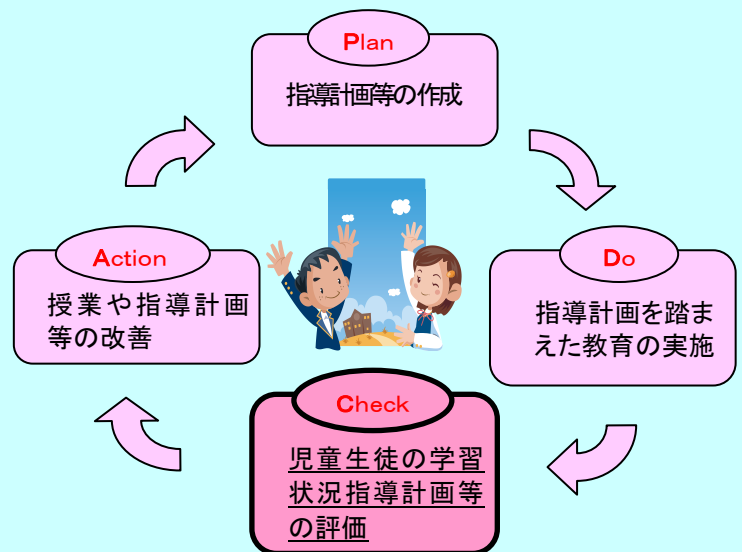 Plan
指導計画等の作成
Action
授業や指導計画
等の改善
Do
指導計画を踏ま
えた教育の実施
Check
児童生徒の学習
状況指導計画等
の評価